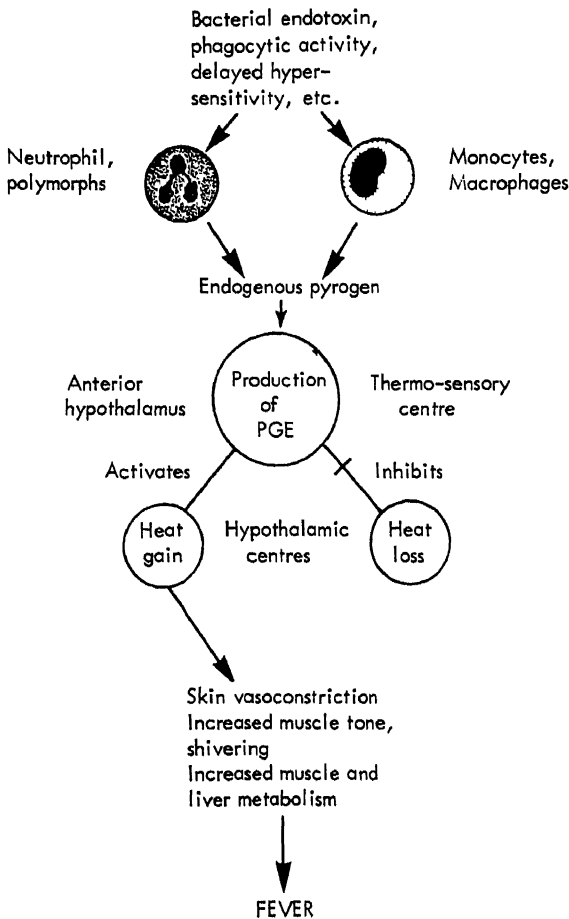 Bacterial endotoxin,
phagocytic activity,
delayed hyper-
sensitivity, etc.
Neutrophil,
polymorphs
Monocytes,
Macrophages
Endogenous pyrogen
Anterior
hypothalamus
Production
of
PGE
Thermo-sensory
centre
Activates
Inhibits
Heat
gain
Hypothalamic
centres
Heat
loss
Skin vasoconstriction
Increased muscle tone,
shivering
Increased muscle and
liver metabolism
FEVER